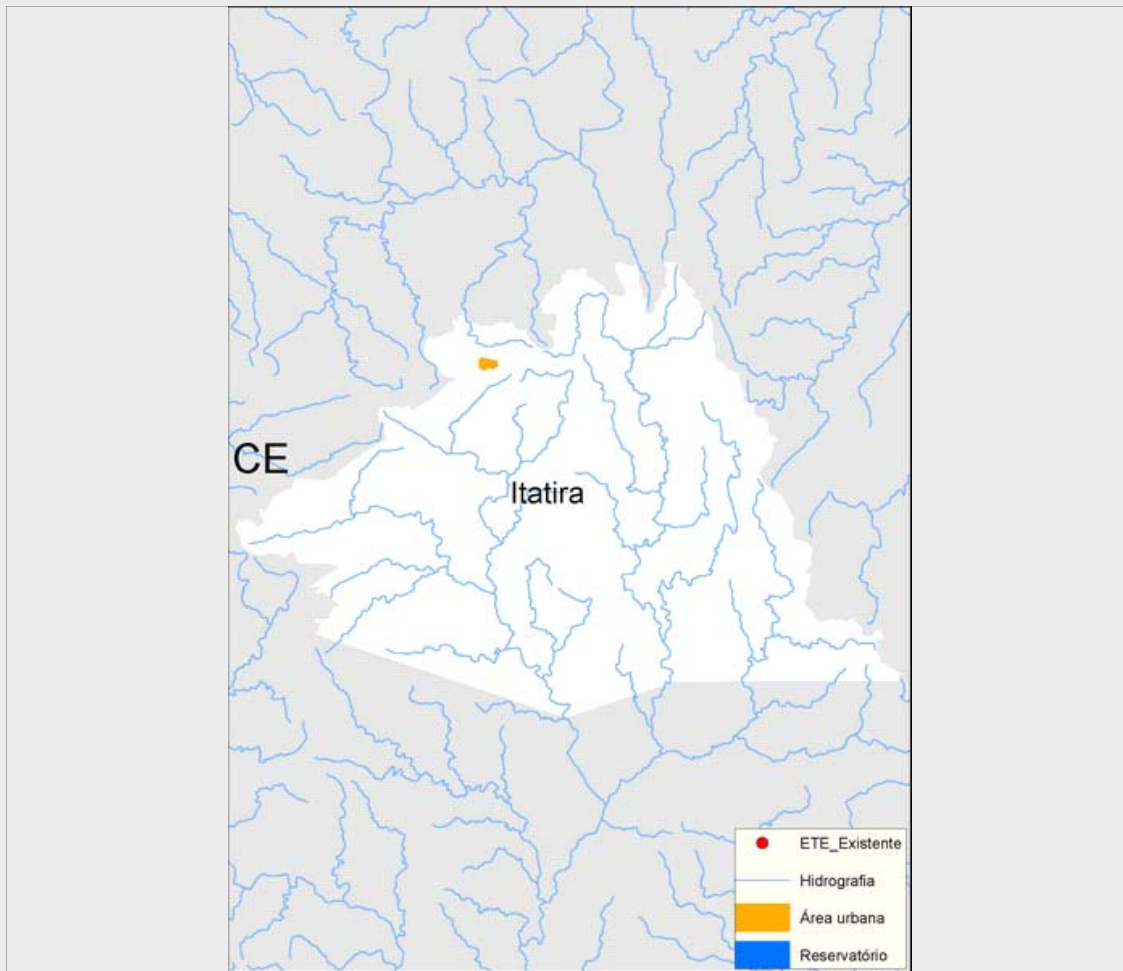 CE
Itatira
ETE_Existente
Hidrografia
Área urbana
Reservatório